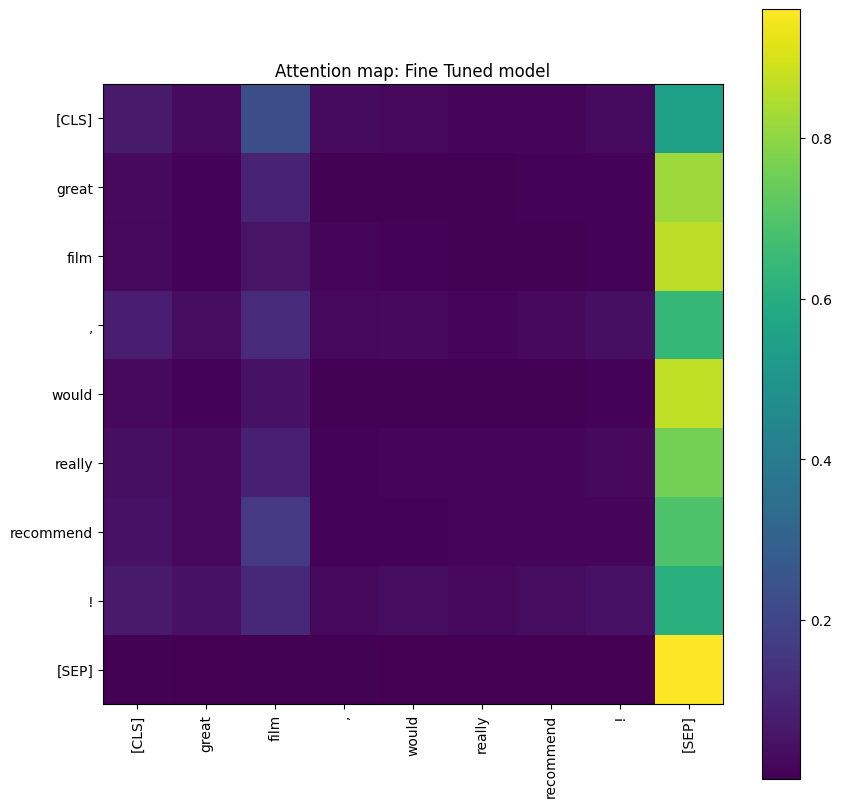 Attention map: Fine Tuned model
[CLS]
great
film
,
would
really
recommend
!
[SEP]
[CLS]
great
film
,
would
really
recommend
!
[SEP]
0.8
0.6
0.4
0.2